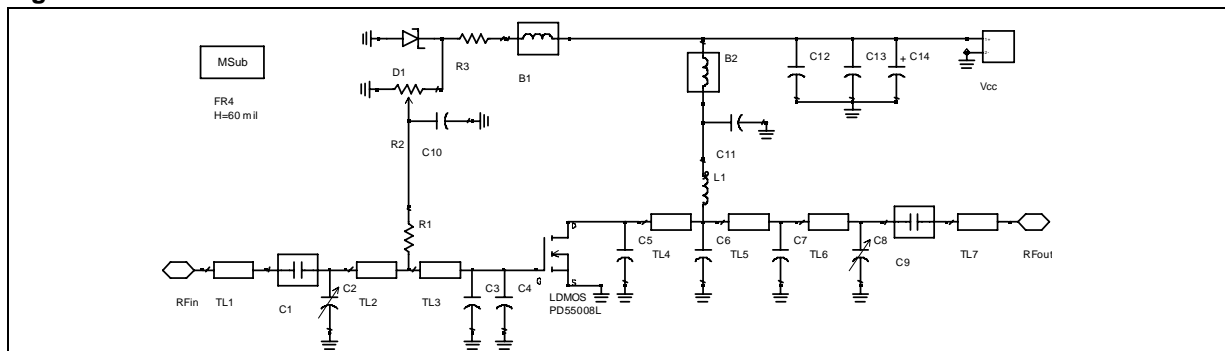 MSub
FR4
H=60 mil
D1
R3
B1
B2
C12
C13
C14
+
Vcc
R2
C10
C11
L1
R1
D
G
S
LDMOS
PD55008L
RFin
TL1
C1
C2
TL2
TL3
C3
C4
C5
TL4
C6
TL5
C7
TL6
C8
C9
TL7
RFout